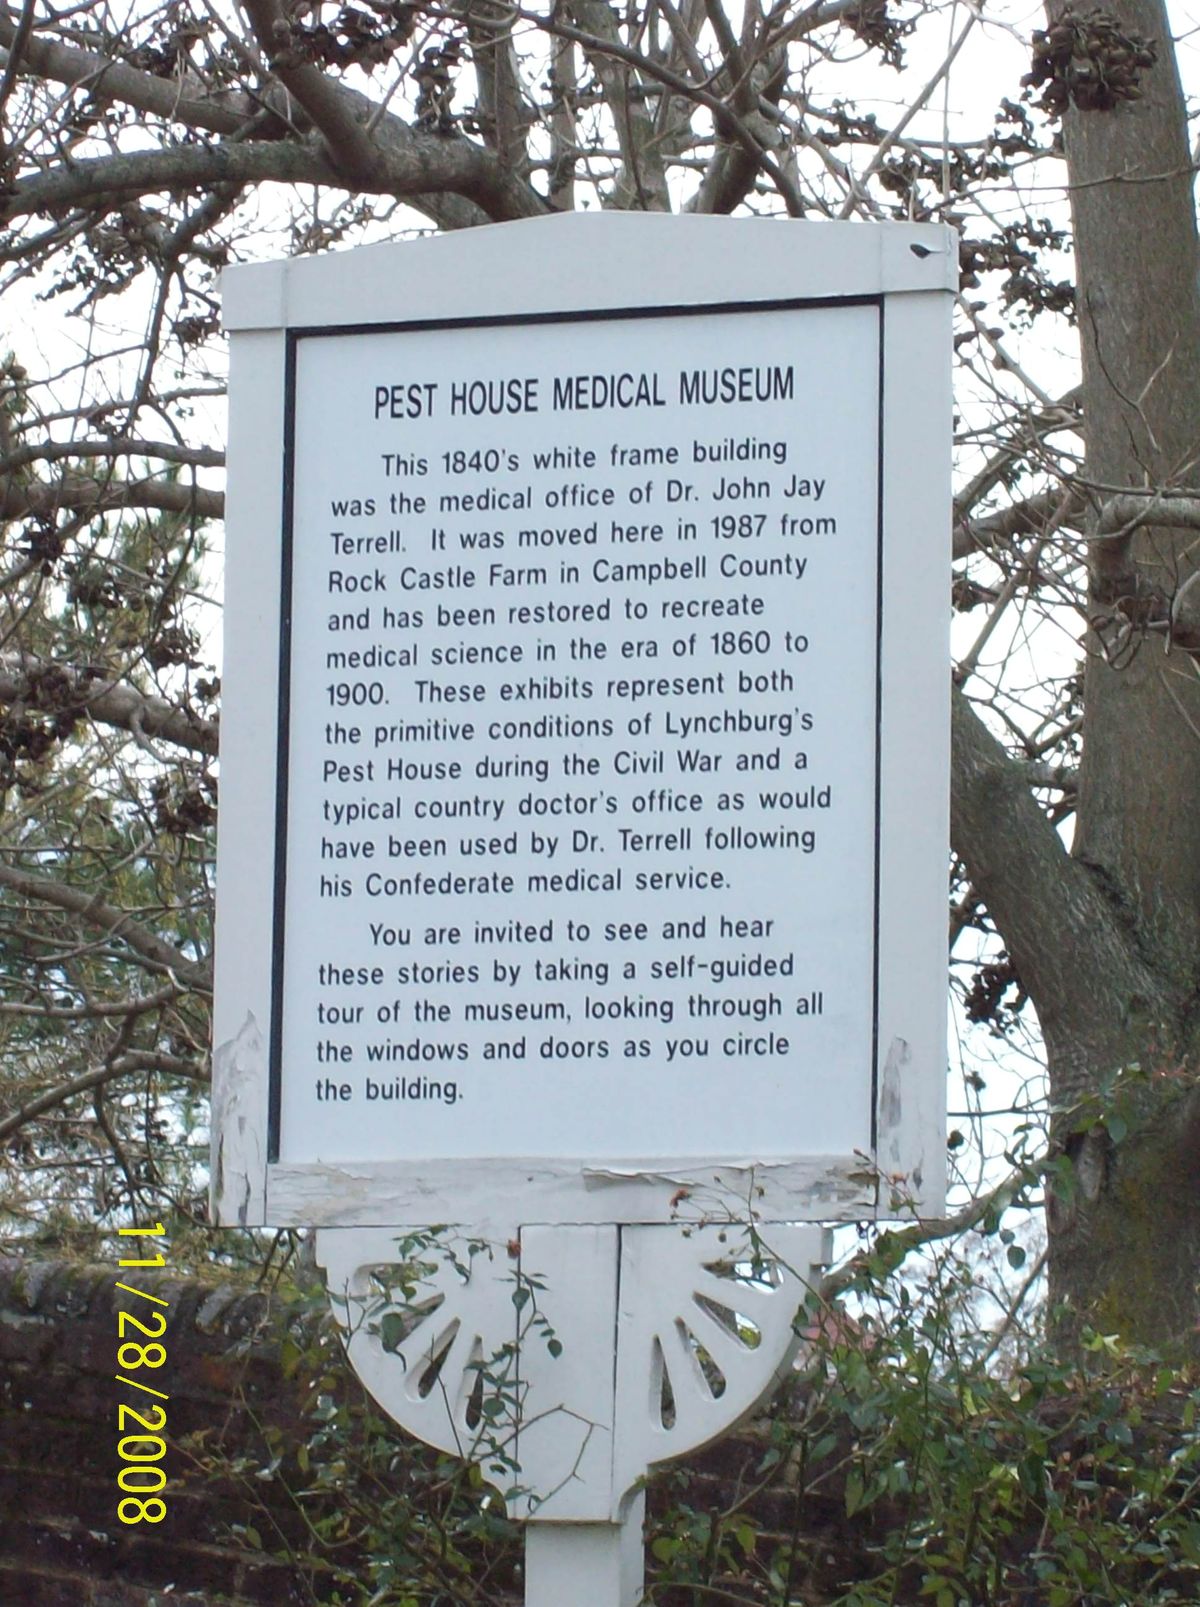 PEST HOUSE MEDICAL MUSEUM
This 1840's white frame building
was the medical office of Dr. John Jay
Terrell. It was moved here in 1987 from
Rock Castle Farm in Campbell County
and has been restored to recreate
medical science in the era of 1860 to
1900. These exhibits represent both
the primitive conditions of Lynchburg's
Pest House during the Civil War and a
typical country doctor's office as would
have been used by Dr. Terrell following
his Confederate medical service.
You are invited to see and hear
these stories by taking a self-guided
tour of the museum, looking through all
the windows and doors as you circle
the building.
11/28/2008